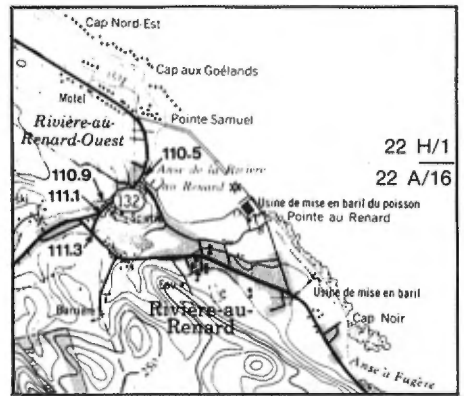 Cap Nord-Est
Cap aux Goélands
Motel
Pointe Samuel
Rivière-au-
Renard-Ouest
110.5
22 H/1
22 A/16
Anse de la Rivière
au Renard
110.9
111.1
132
Usine de mise en baril du poisson
Pointe au Renard
111.3
Usine de mise en baril
Rivière-au-
Renard
Cap Noir
Anse à Fugère